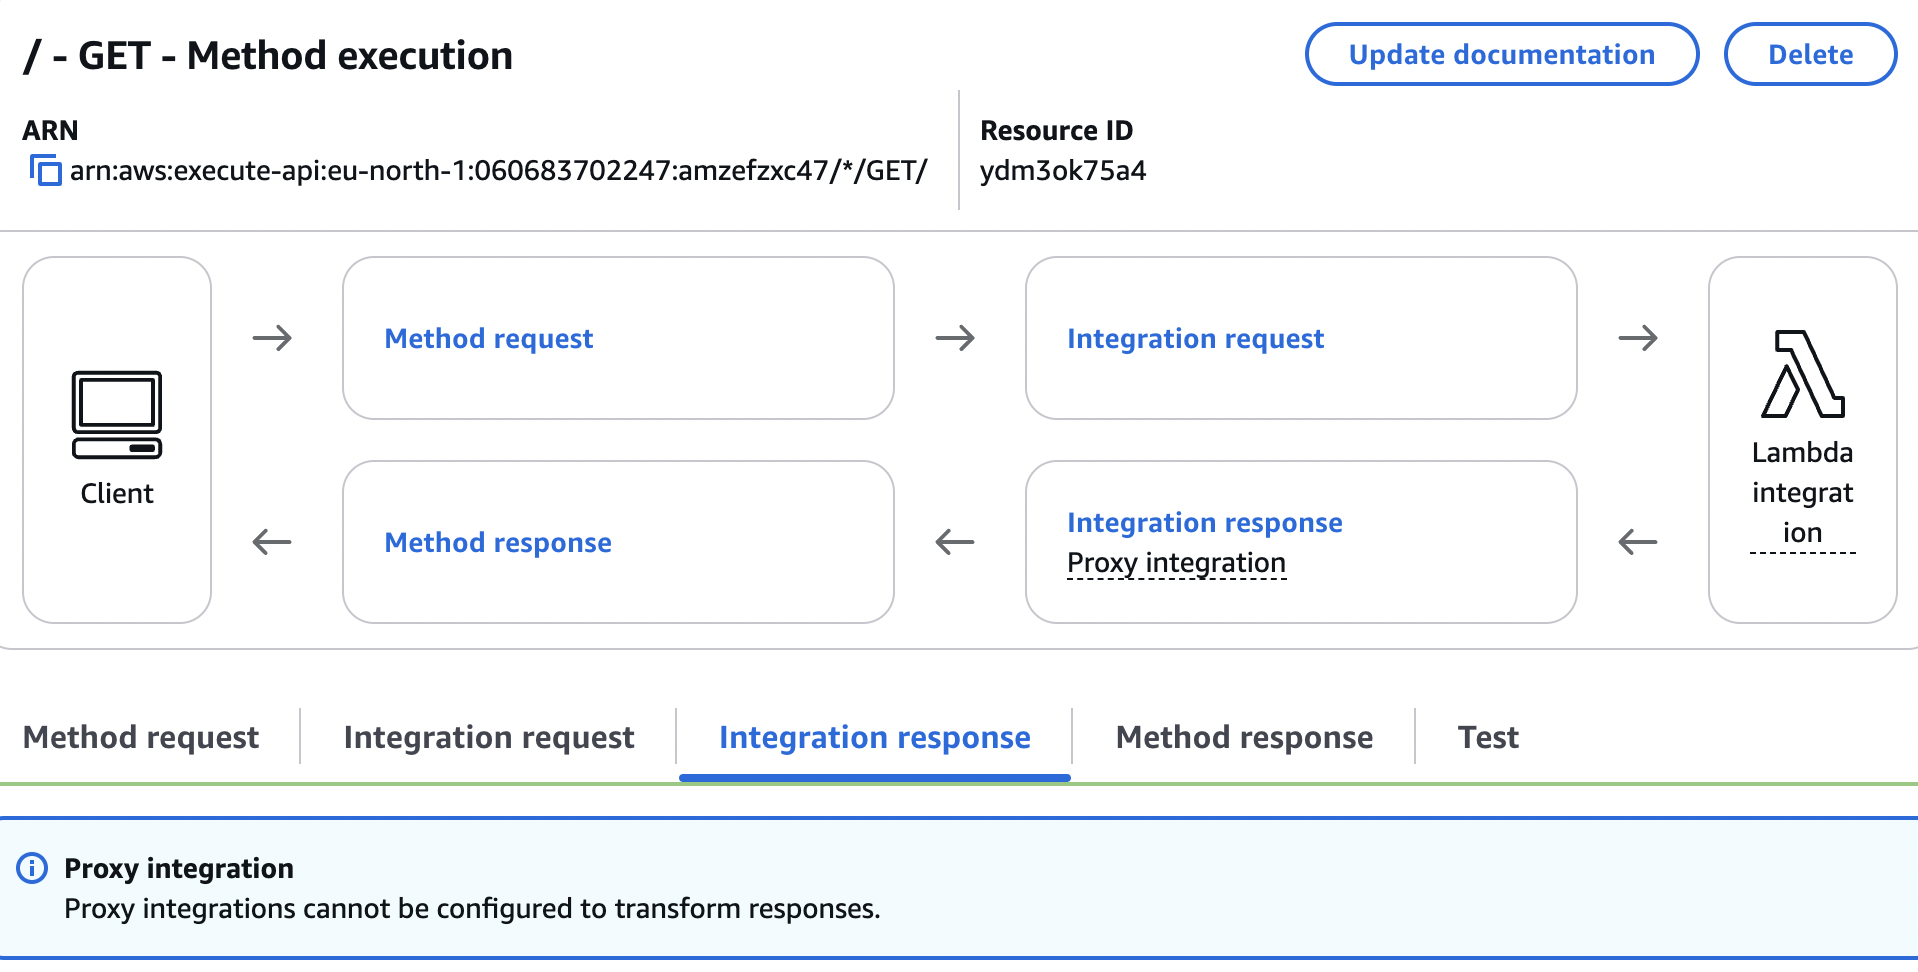 / - GET - Method execution
Update documentation
Delete
ARN
arn:aws:execute-api:eu-north-1:060683702247:amzefzxc47/*/GET/
Resource ID
ydm3ok75a4
Client
Method request
Integration request
Method response
Integration response
Proxy integration
Lambda
integrat
ion
Method request
Integration request
Integration response
Method response
Test
Proxy integration
Proxy integrations cannot be configured to transform responses.